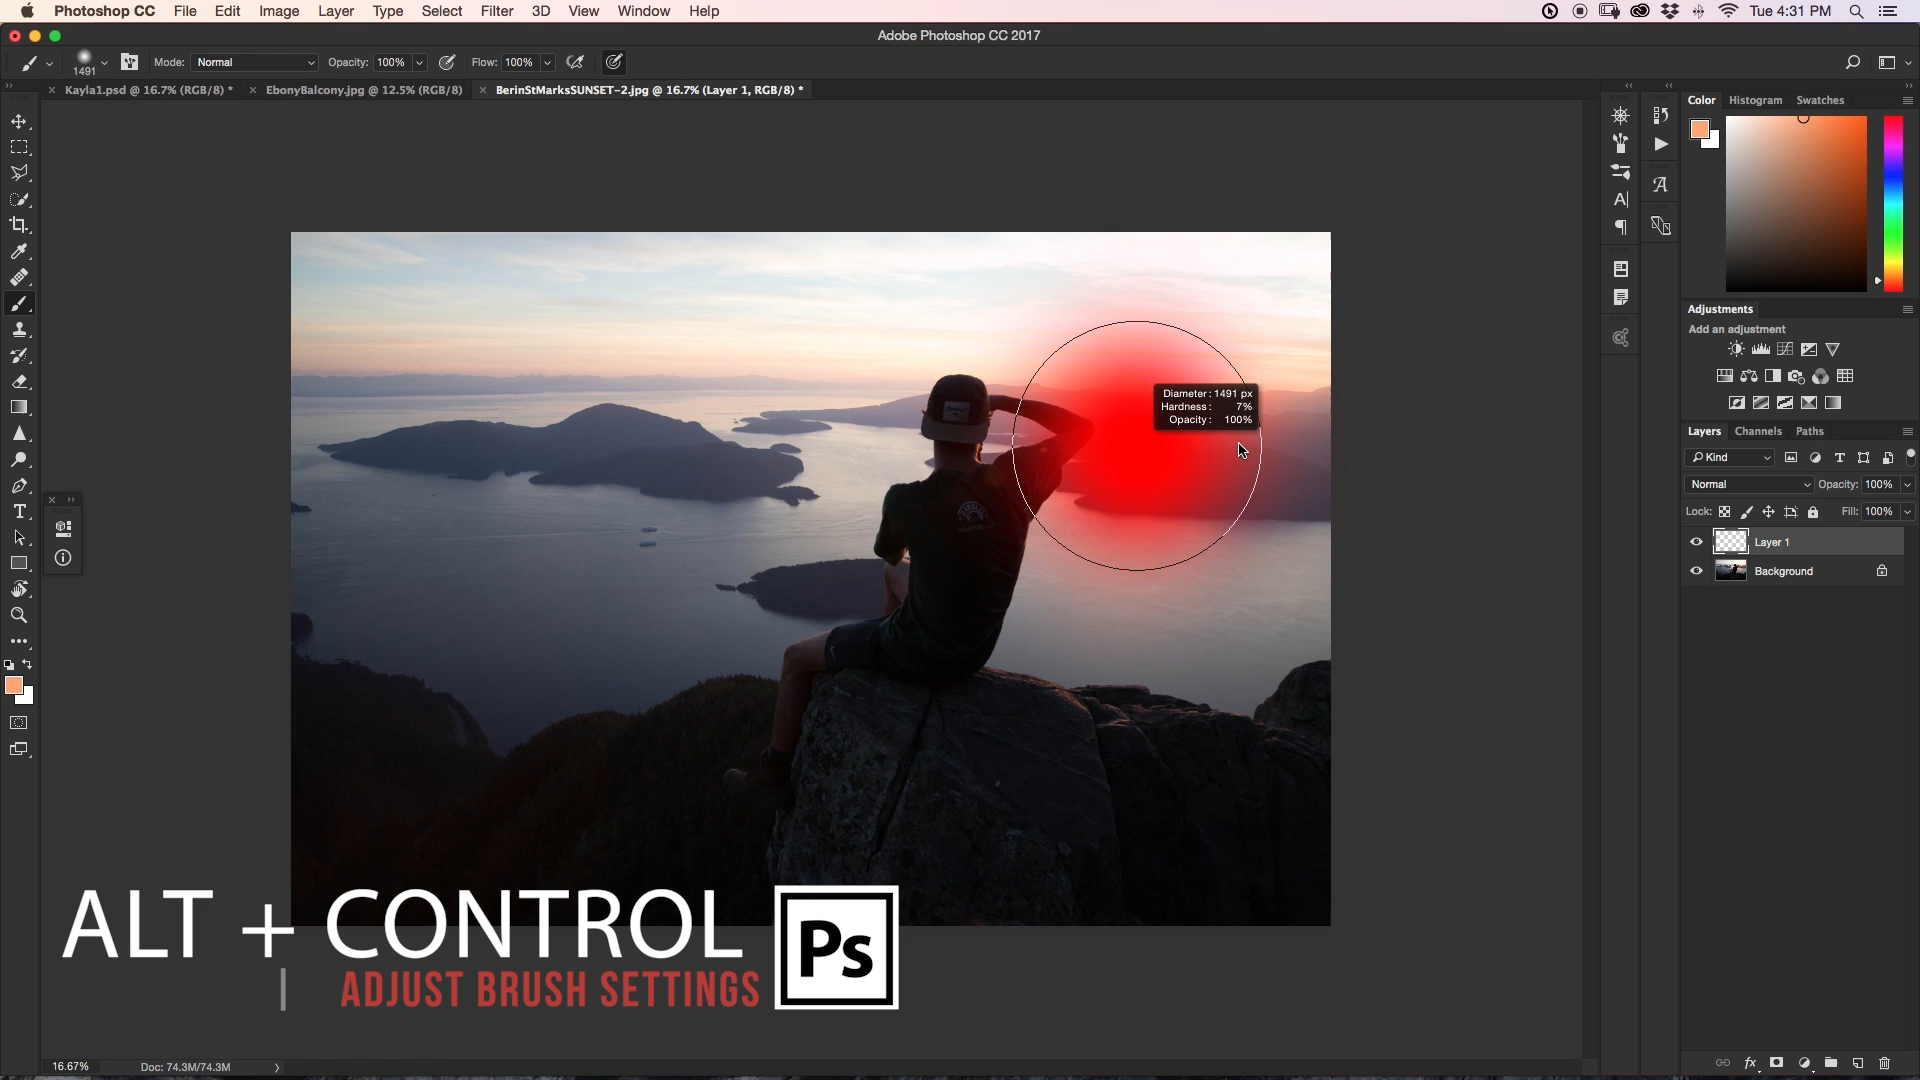 Photoshop CC File Edit Image Layer Type Select Filter 3D View Window Help Tue 4:31 PM
Adobe Photoshop CC 2017
1491 Mode: Normal Opacity: 100% Flow: 100%
Kayla1.psd @ 16.7% (RGB/8) * EbonyBalcony.jpg @ 12.5% (RGB/8) BerinStMarksSUNSET-2.jpg @ 16.7% (Layer 1, RGB/8) *
Color Histogram Swatches
Adjustments
Add an adjustment
Diameter: 1491 px
Hardness: 7%
Opacity: 100%
Layers Channels Paths
Kind
Normal Opacity: 100%
Lock: Fill: 100%
Layer 1
Background
ALT + CONTROL Ps
ADJUST BRUSH SETTINGS
16.67% Doc: 74.3M/74.3M